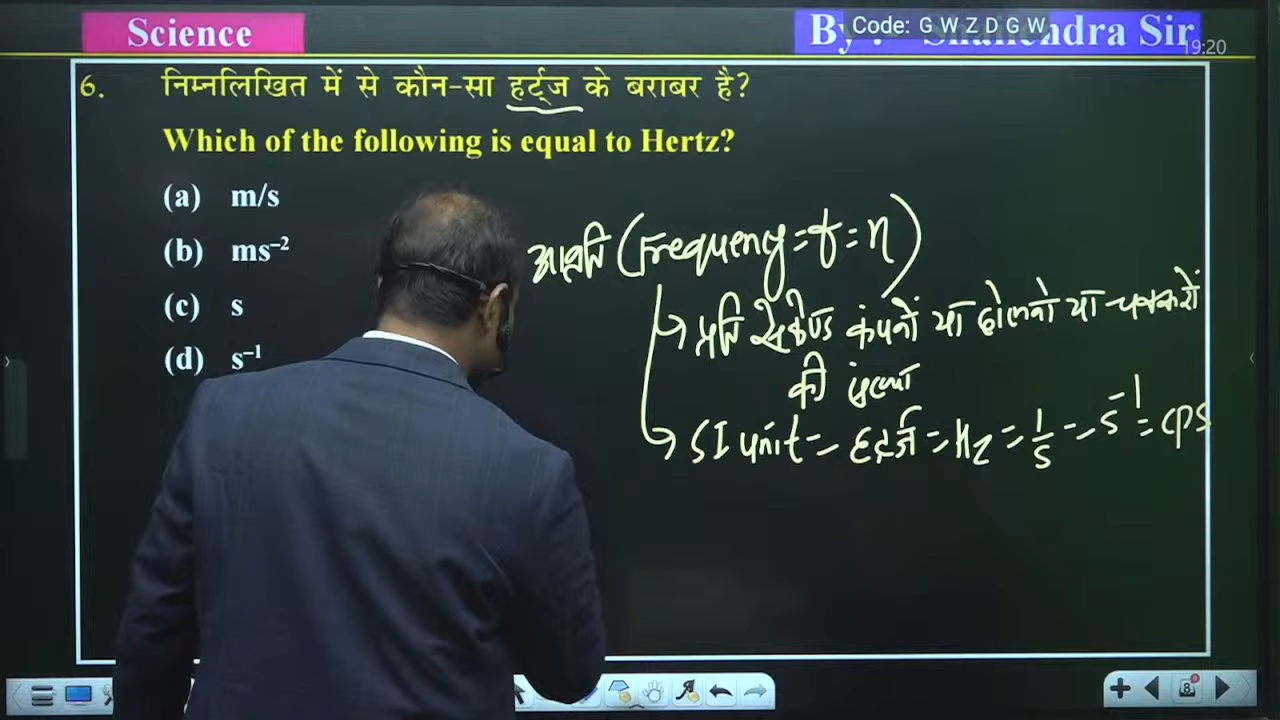 Science
By : Shailendra Sir
Code: G W Z D G W
19:20
6. निम्नलिखित में से कौन-सा हर्ट्ज के बराबर है?
Which of the following is equal to Hertz?
(a) m/s
(b) ms⁻²
(c) s
(d) s⁻¹
आवृत्ति (Frequency = f = n)
→ प्रति सेकेण्ड कंपनों या दोलनों या चक्करों
की संख्या
→ SI unit = हर्ट्ज = Hz = 1/s = s⁻¹ = cps
8